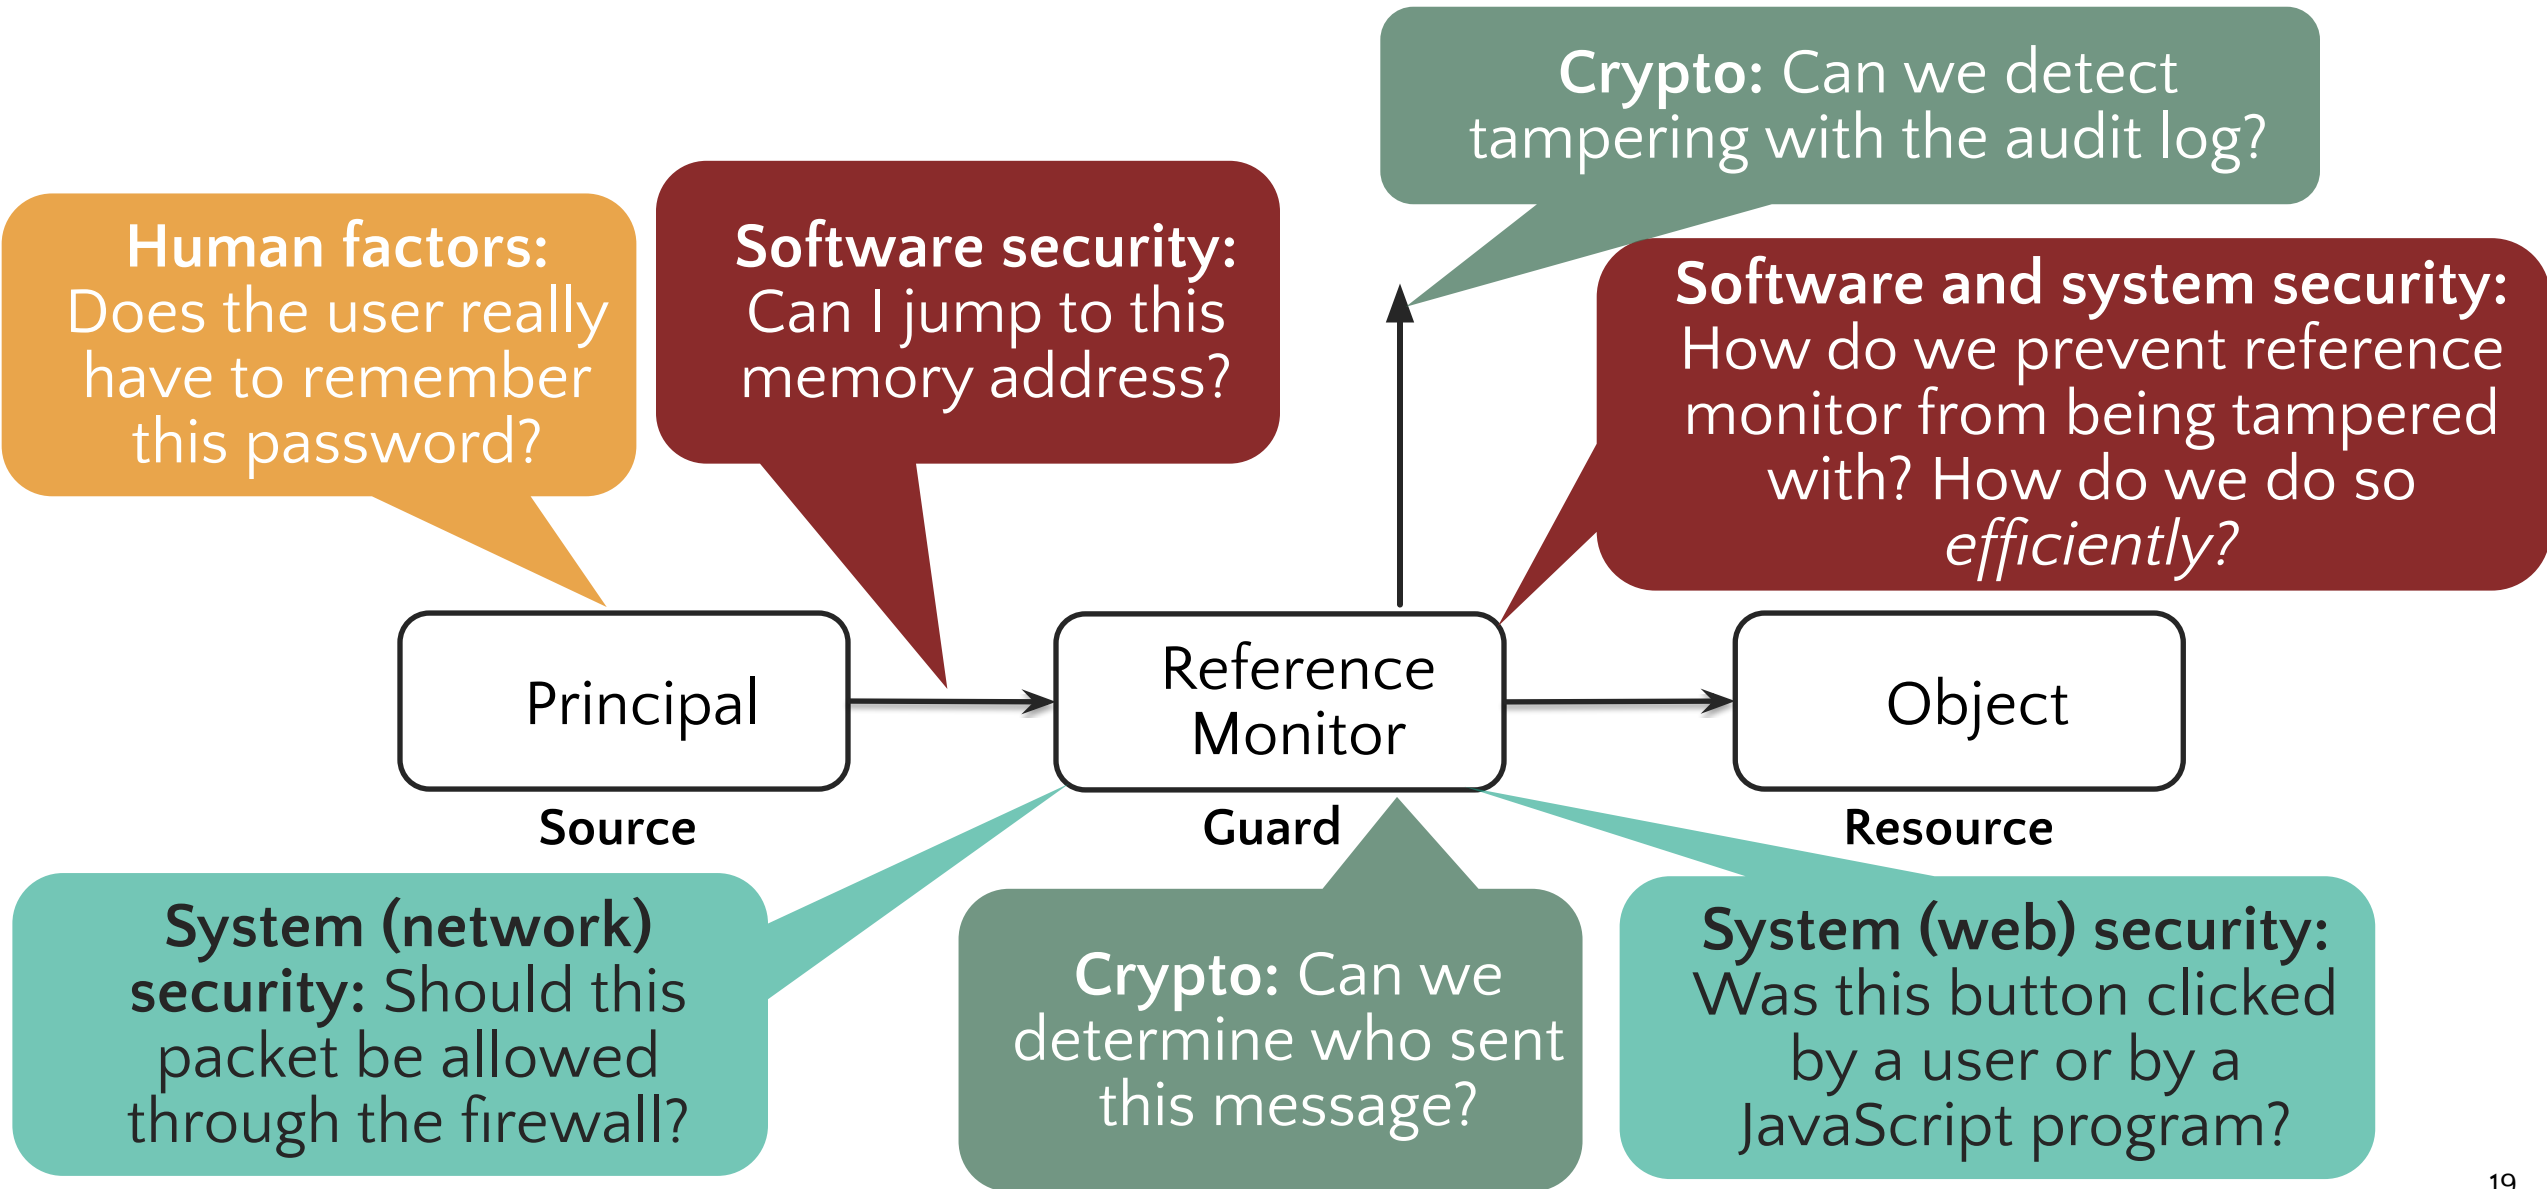 Crypto: Can we detect
tampering with the audit log?
Human factors:
Does the user really
have to remember
this password?
Software security:
Can I jump to this
memory address?
Software and system security:
How do we prevent reference
monitor from being tampered
with? How do we do so
efficiently?
Principal
Reference
Monitor
Object
Source
Guard
Resource
System (network)
security: Should this
packet be allowed
through the firewall?
Crypto: Can we
determine who sent
this message?
System (web) security:
Was this button clicked
by a user or by a
JavaScript program?
19